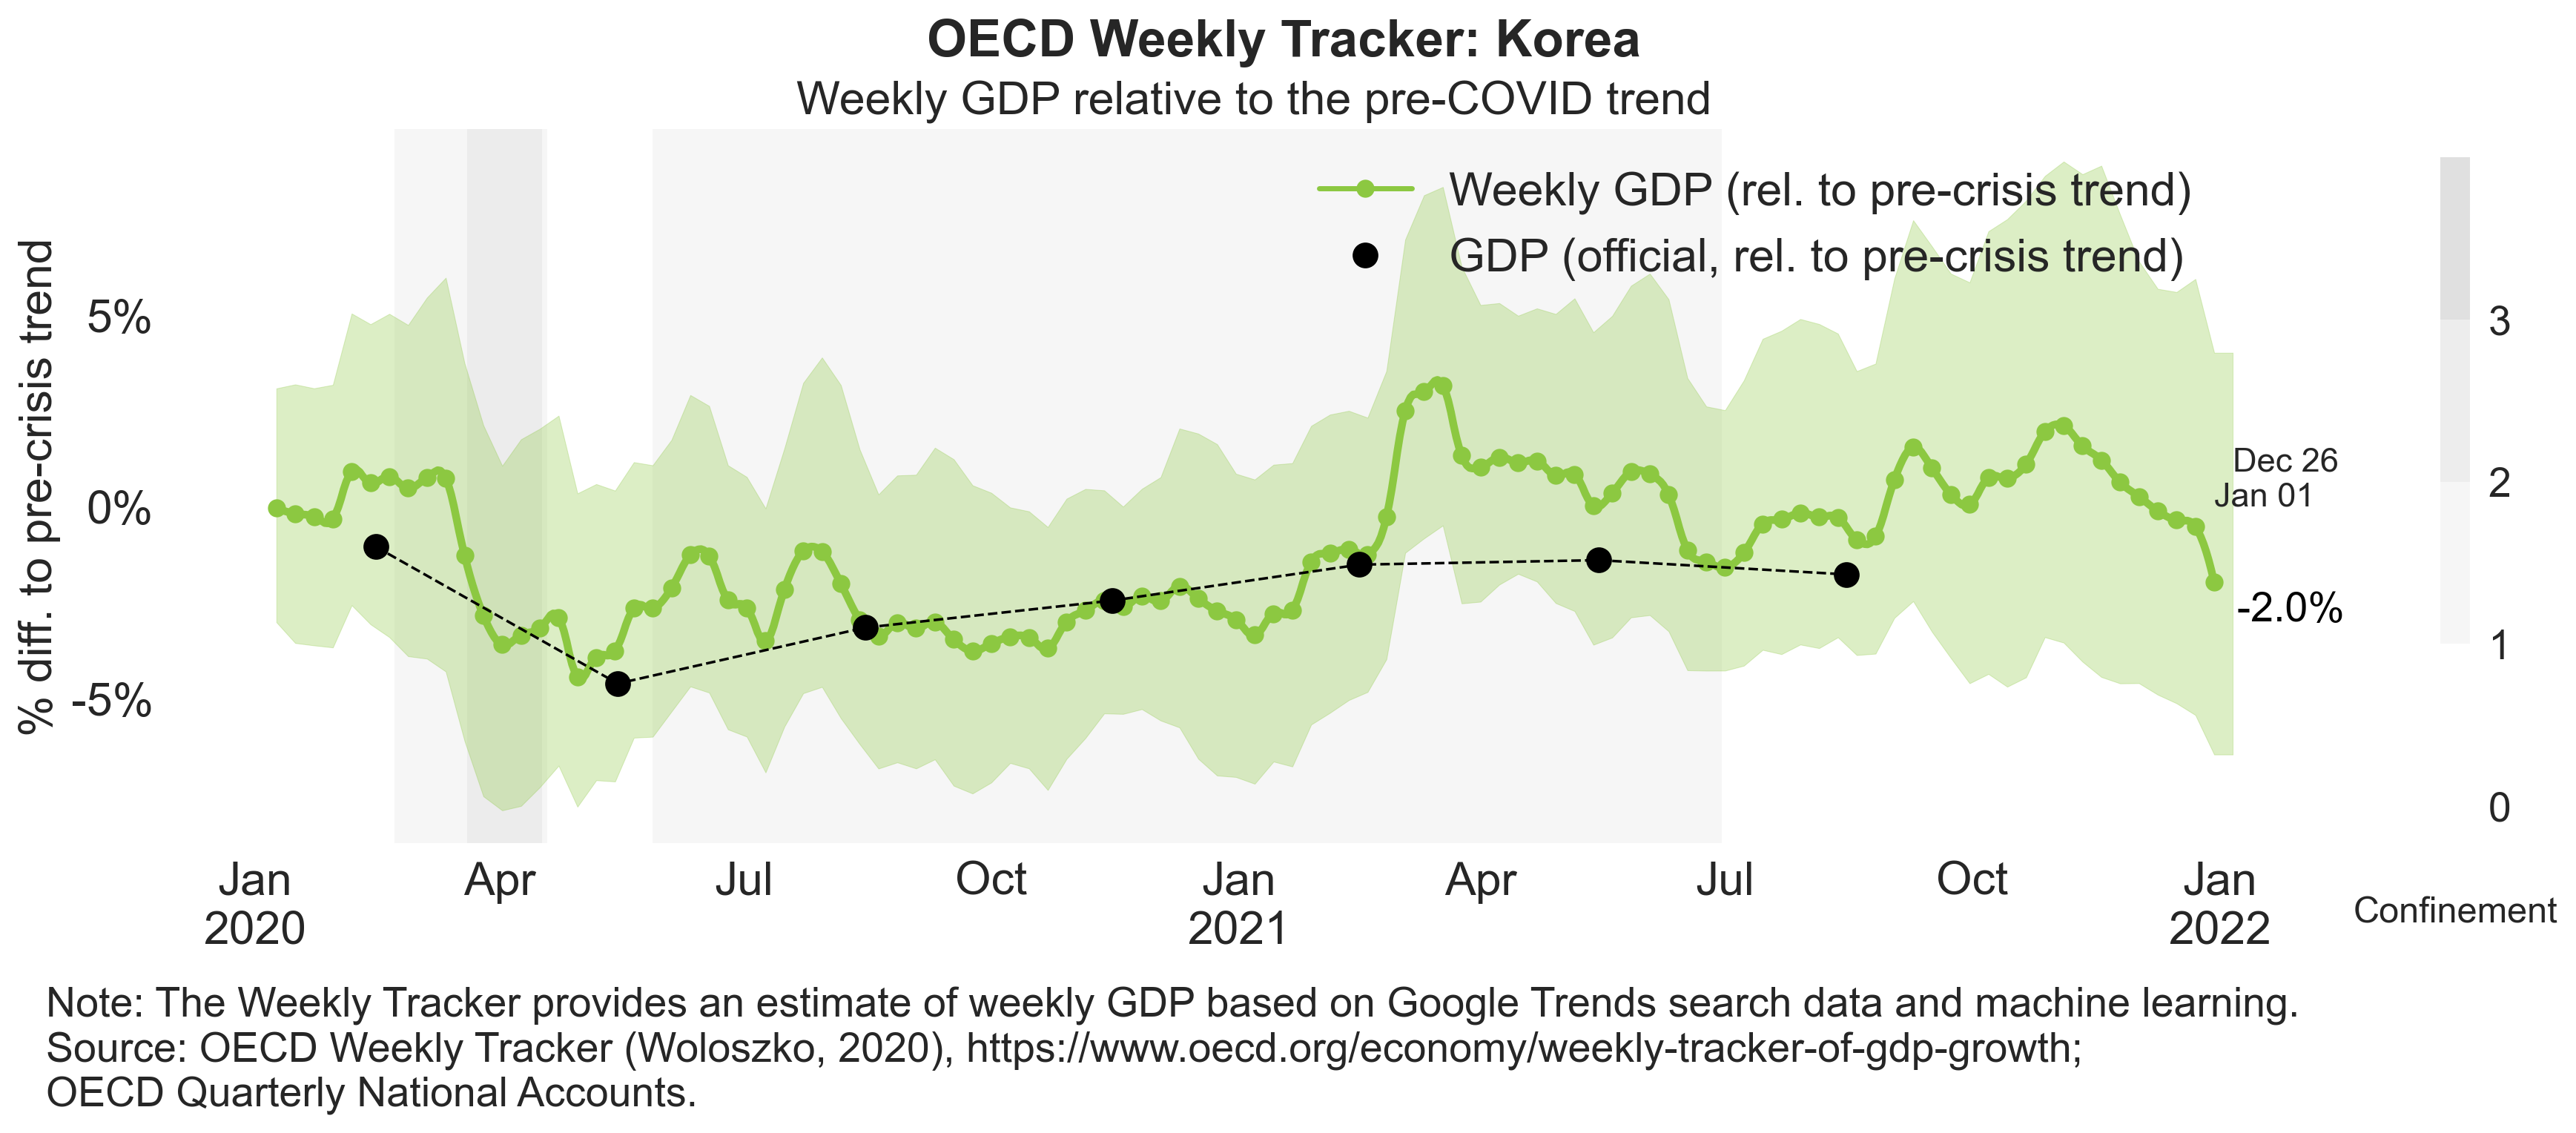 OECD Weekly Tracker: Korea
Weekly GDP relative to the pre-COVID trend
Weekly GDP (rel. to pre-crisis trend)
GDP (official, rel. to pre-crisis trend)
% diff. to pre-crisis trend
5%
0%
-5%
Dec 26
Jan 01
-2.0%
3
2
1
0
Confinement
Jan Apr Jul Oct Jan Apr Jul Oct Jan
2020 2021 2022
Note: The Weekly Tracker provides an estimate of weekly GDP based on Google Trends search data and machine learning.
Source: OECD Weekly Tracker (Woloszko, 2020), https://www.oecd.org/economy/weekly-tracker-of-gdp-growth;
OECD Quarterly National Accounts.